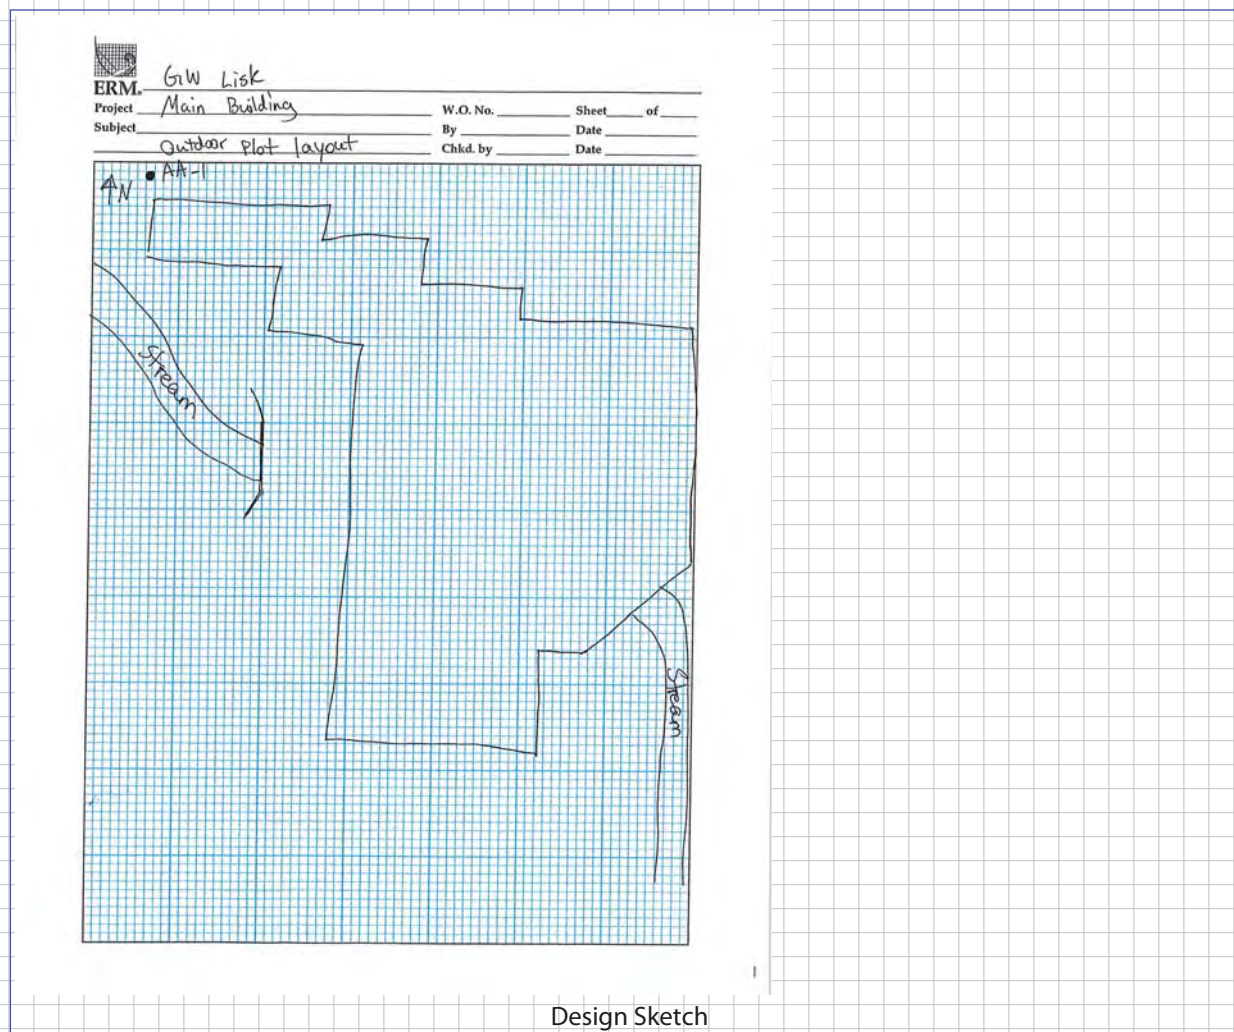 GW Lisk
ERM.
Project Main Building W.O. No. Sheet of
Subject By Date
Outdoor Plot layout Chkd. by Date
↑N • AA-1
Stream
Stream
Design Sketch